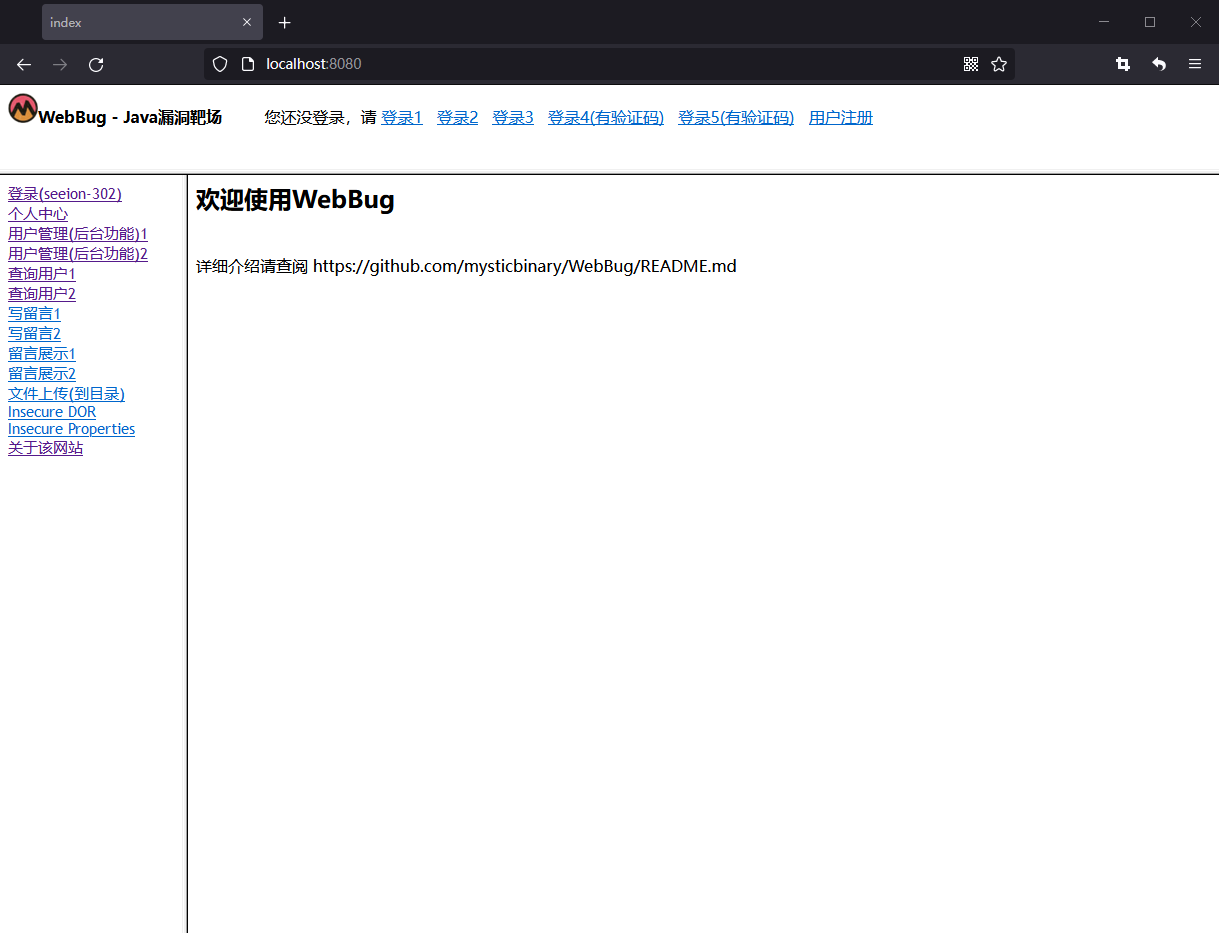 index
localhost:8080
WebBug - Java漏洞靶场 您还没登录，请 登录1 登录2 登录3 登录4(有验证码) 登录5(有验证码) 用户注册
登录(seeion-302)
个人中心
用户管理(后台功能)1
用户管理(后台功能)2
查询用户1
查询用户2
写留言1
写留言2
留言展示1
留言展示2
文件上传(到目录)
Insecure DOR
Insecure Properties
关于该网站
欢迎使用WebBug
详细介绍请查阅 https://github.com/mysticbinary/WebBug/README.md